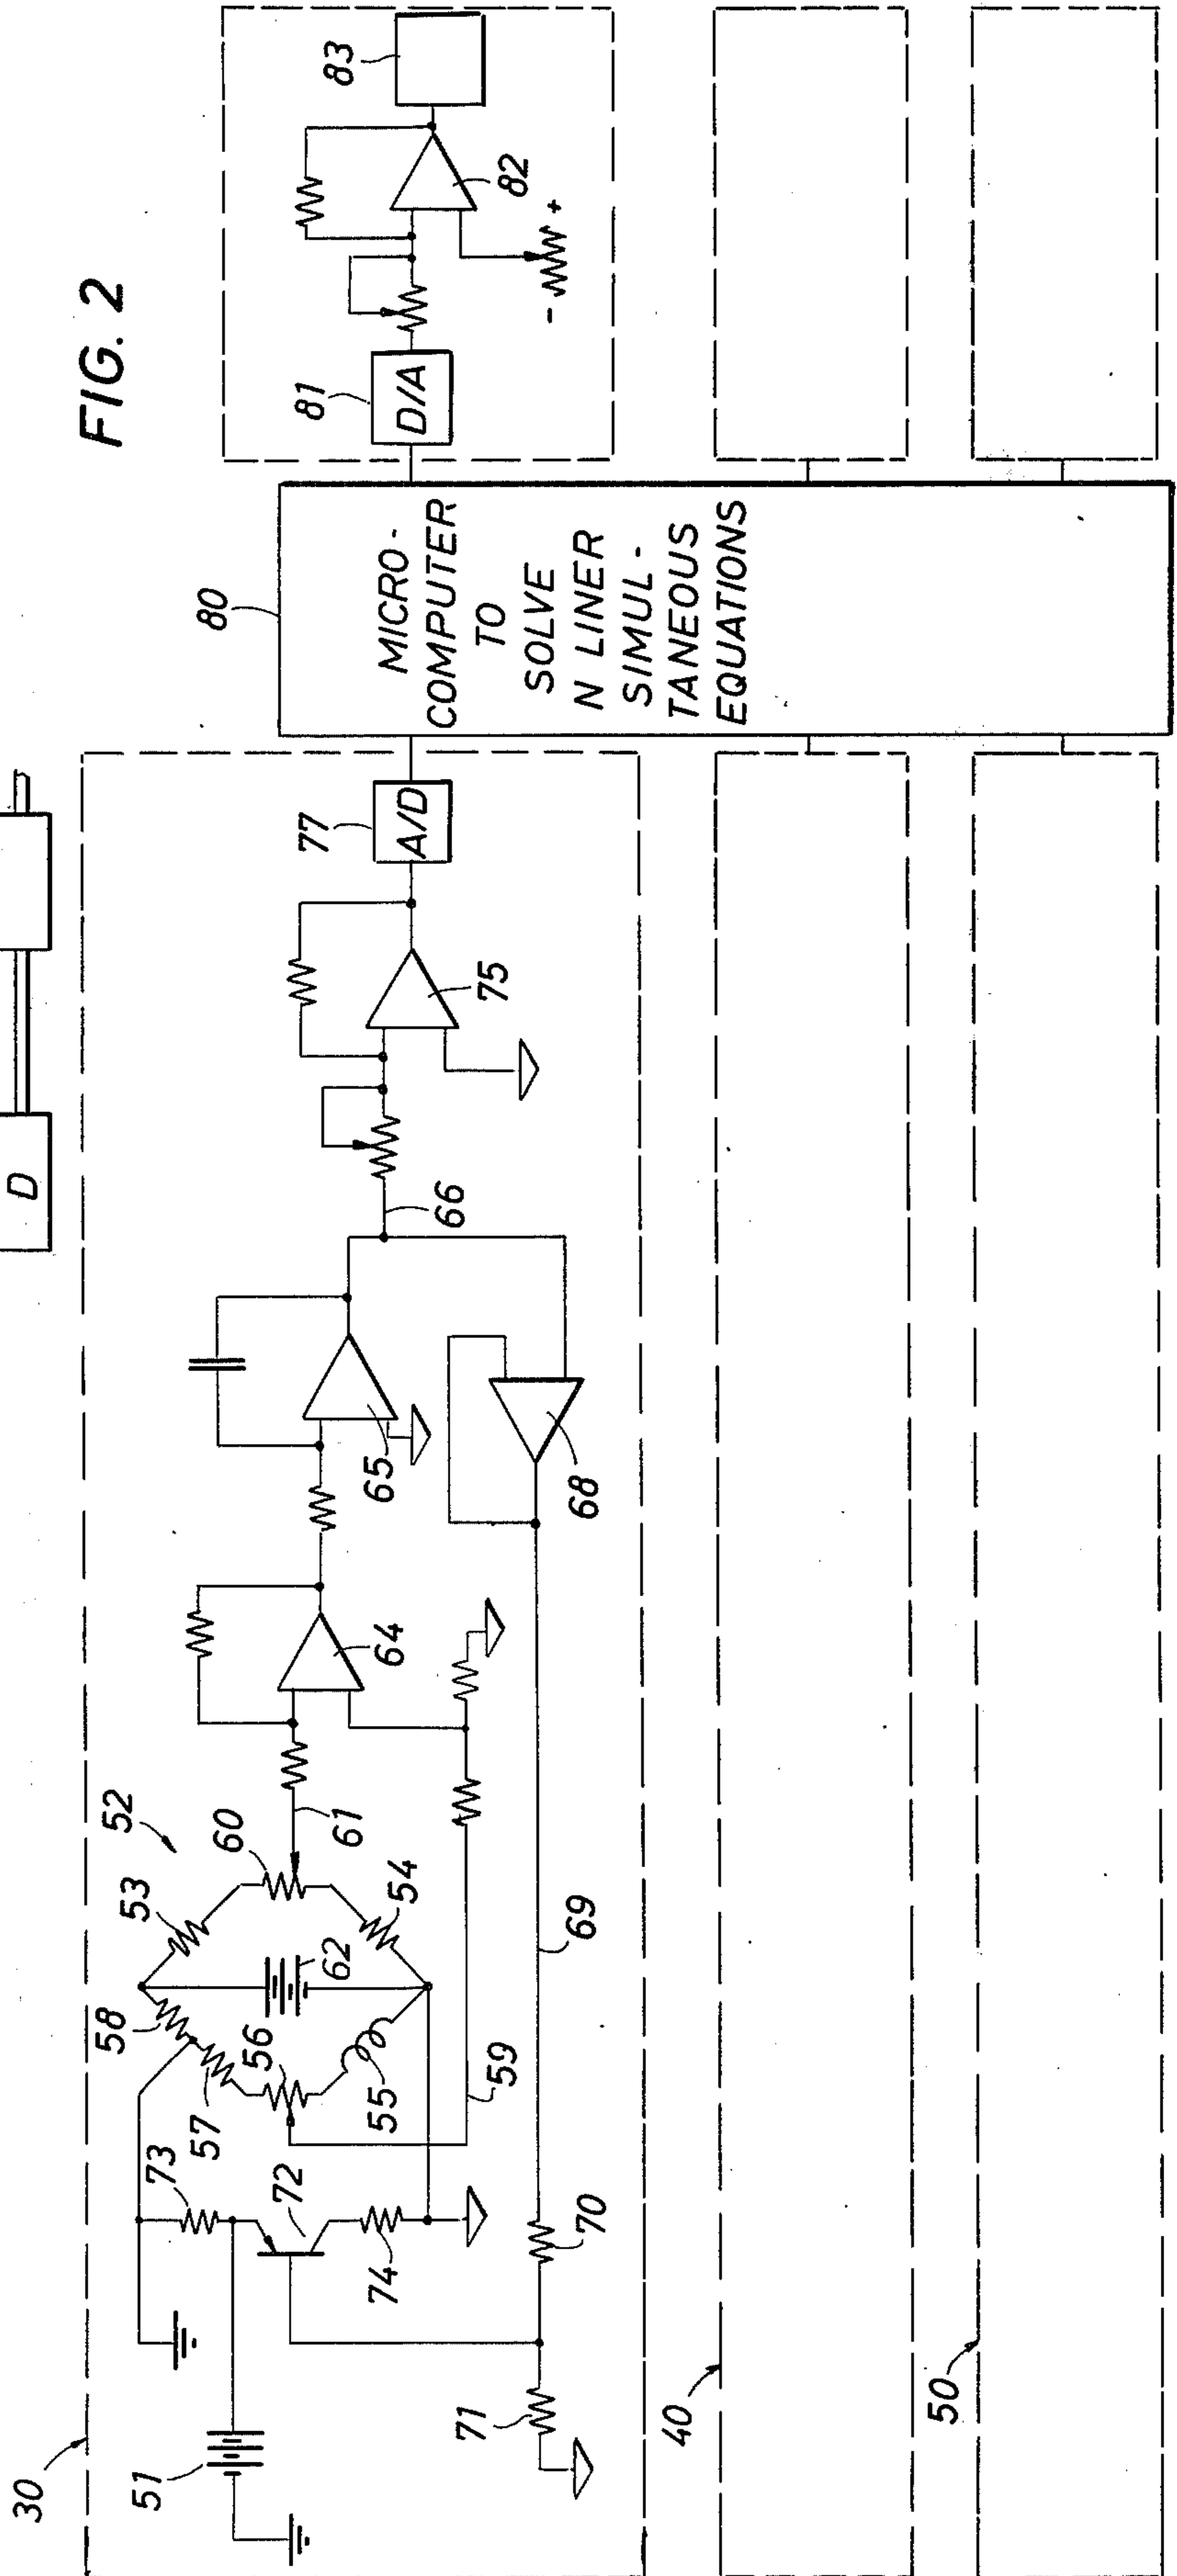 D
FIG. 2
30
51
73
72
74
71
70
58
57
56
55
59
52
53
60
62
61
54
69
64
65
68
66
75
77
A/D
80
MICRO-
COMPUTER
TO
SOLVE
N LINER
SIMUL-
TANEOUS
EQUATIONS
81
D/A
82
- +
83
40
50